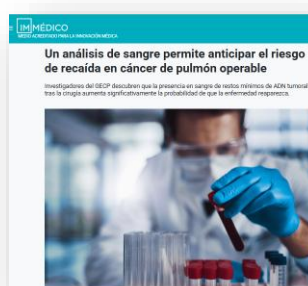 IM MÉDICO
MEDIO ACREDITADO PARA LA INNOVACIÓN MÉDICA
Un análisis de sangre permite anticipar el riesgo
de recaída en cáncer de pulmón operable
Investigadores del GECP descubren que la presencia en sangre de restos mínimos de ADN tumoral
tras la cirugía aumenta significativamente la probabilidad de que la enfermedad reaparezca.